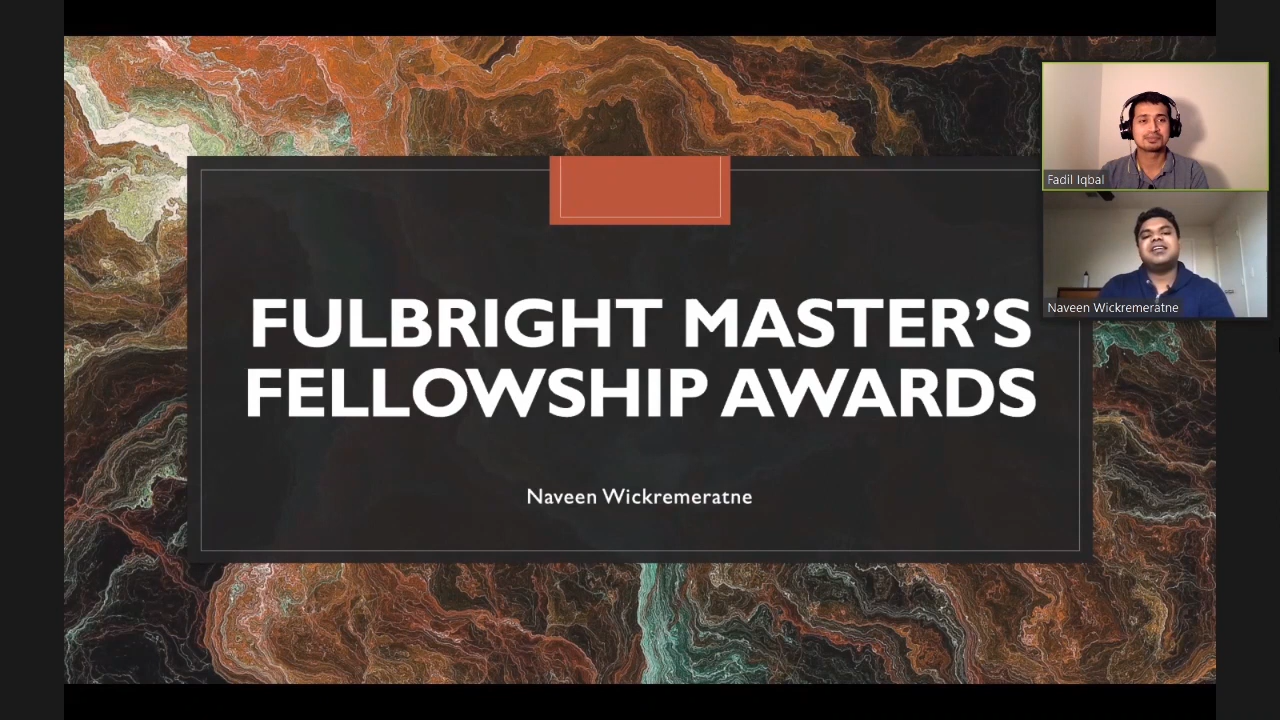 FULBRIGHT MASTER’S
FELLOWSHIP AWARDS
Naveen Wickremeratne
Fadil Iqbal
Naveen Wickremeratne